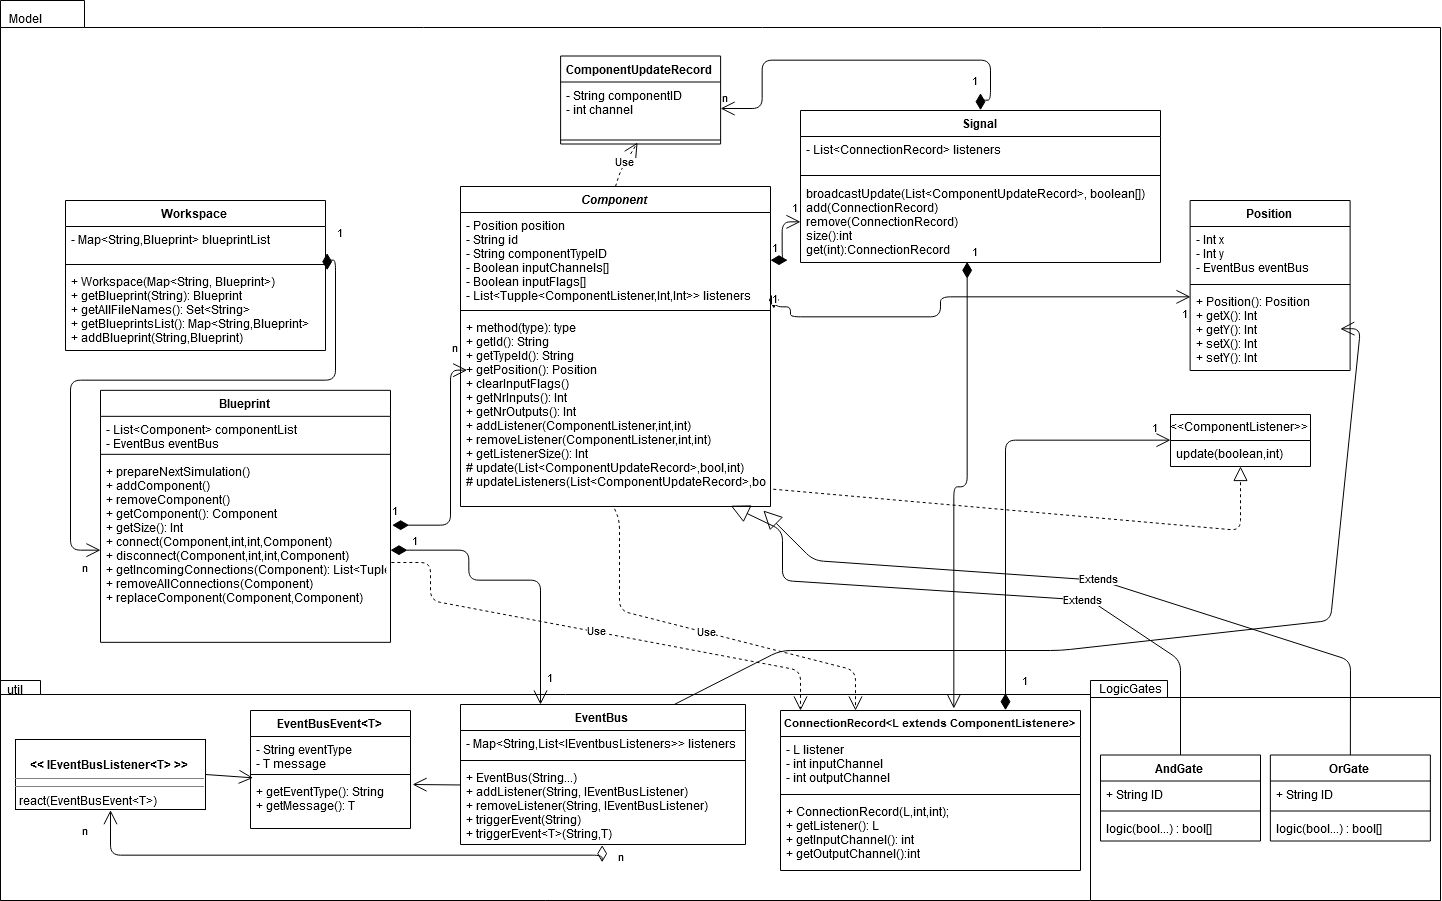 Model
ComponentUpdateRecord
- String componentID
- int channel
n
1
Signal
- List<ConnectionRecord> listeners
broadcastUpdate(List<ComponentUpdateRecord>, boolean[])
add(ConnectionRecord)
remove(ConnectionRecord)
size():int
get(int):ConnectionRecord
1
1
Use
Component
- Position position
- String id
- String componentTypeID
- Boolean inputChannels[]
- Boolean inputFlags[]
- List<Tupple<ComponentListener,Int,Int>> listeners
+ method(type): type
+ getId(): String
+ getTypeId(): String
+ getPosition(): Position
+ clearInputFlags()
+ getNrInputs(): Int
+ getNrOutputs(): Int
+ addListener(ComponentListener,int,int)
+ removeListener(ComponentListener,int,int)
+ getListenerSize(): Int
# update(List<ComponentUpdateRecord>,bool,int)
# updateListeners(List<ComponentUpdateRecord>,bo
1
1
n
Workspace
- Map<String,Blueprint> blueprintList
+ Workspace(Map<String, Blueprint>)
+ getBlueprint(String): Blueprint
+ getAllFileNames(): Set<String>
+ getBlueprintsList(): Map<String,Blueprint>
+ addBlueprint(String,Blueprint)
1
Position
- Int x
- Int y
- EventBus eventBus
+ Position(): Position
+ getX(): Int
+ getY(): Int
+ setX(): Int
+ setY(): Int
1
Blueprint
- List<Component> componentList
- EventBus eventBus
+ prepareNextSimulation()
+ addComponent()
+ removeComponent()
+ getComponent(): Component
+ getSize(): Int
+ connect(Component,int,int,Component)
+ disconnect(Component,int,int,Component)
+ getIncomingConnections(Component): List<Tuple
+ removeAllConnections(Component)
+ replaceComponent(Component,Component)
n
1
1
<<ComponentListener>>
update(boolean,int)
1
Extends
Extends
Use
Use
1
1
util
EventBusEvent<T>
- String eventType
- T message
+ getEventType(): String
+ getMessage(): T
<< IEventBusListener<T> >>
react(EventBusEvent<T>)
n
EventBus
- Map<String,List<IEventbusListeners>> listeners
+ EventBus(String...)
+ addListener(String, IEventBusListener)
+ removeListener(String, IEventBusListener)
+ triggerEvent(String)
+ triggerEvent<T>(String,T)
n
ConnectionRecord<L extends ComponentListenere>
- L listener
- int inputChannel
- int outputChannel
+ ConnectionRecord(L,int,int);
+ getListener(): L
+ getInputChannel(): int
+ getOutputChannel():int
LogicGates
AndGate
+ String ID
logic(bool...) : bool[]
OrGate
+ String ID
logic(bool...) : bool[]